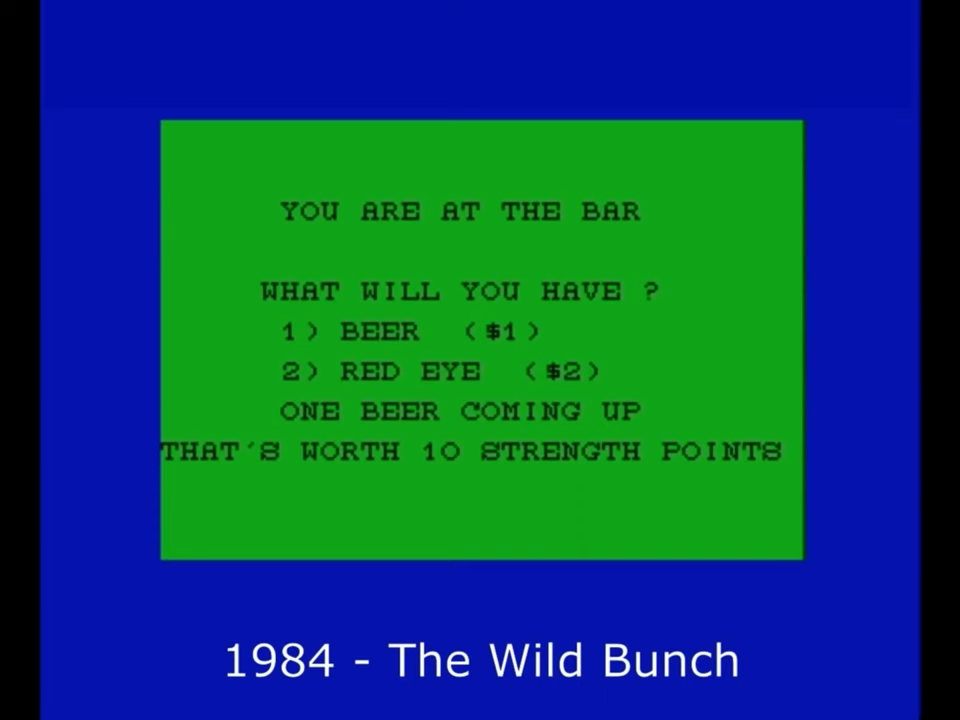 YOU ARE AT THE BAR
WHAT WILL YOU HAVE ?
1) BEER ($1)
2) RED EYE ($2)
ONE BEER COMING UP
THAT'S WORTH 10 STRENGTH POINTS
1984 - The Wild Bunch